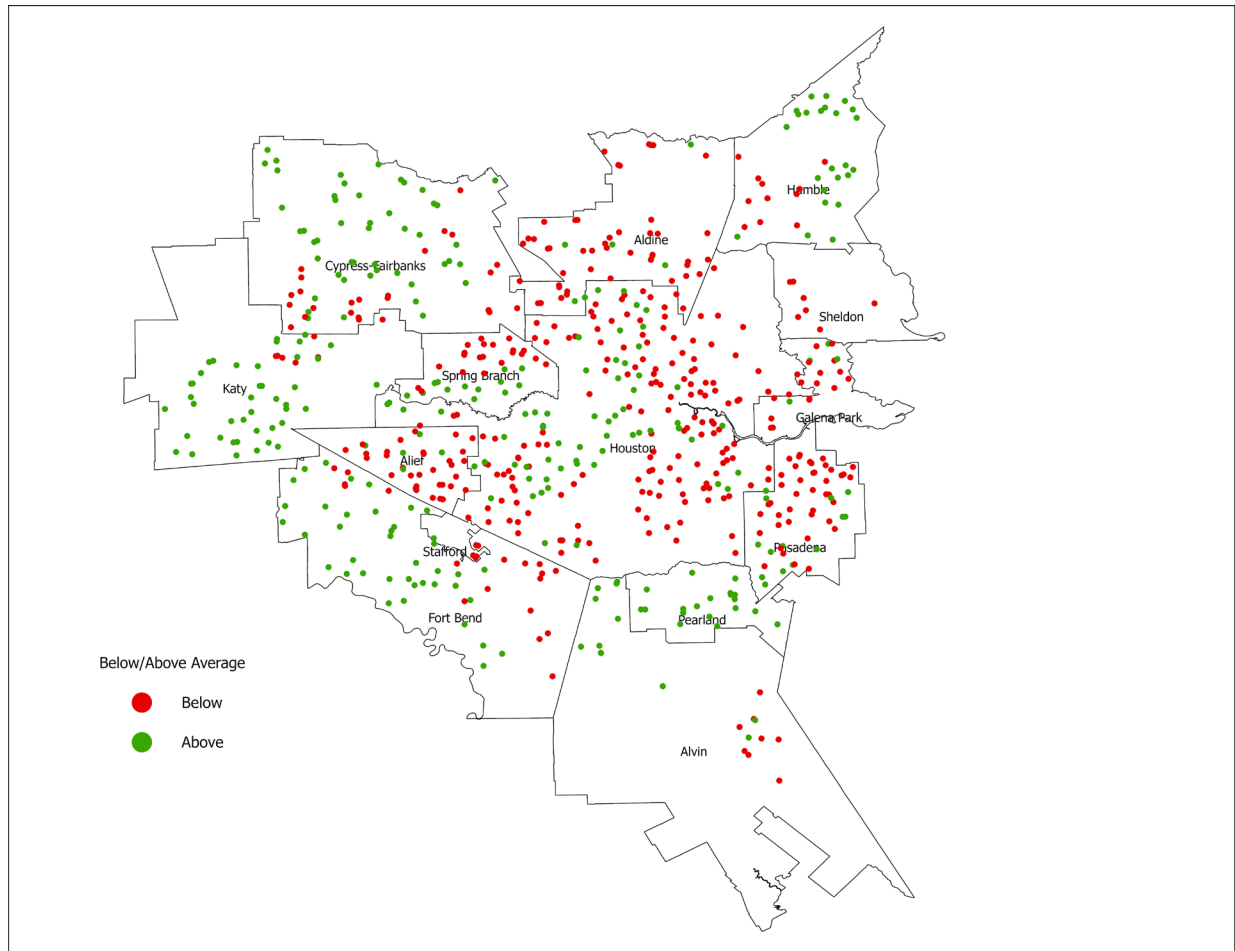 Humble
Aldine
Cypress-Fairbanks
Sheldon
Spring Branch
Katy
Galena Park
Houston
Alief
Stafford
Pasadena
Fort Bend
Pearland
Below/Above Average
Below
Above
Alvin